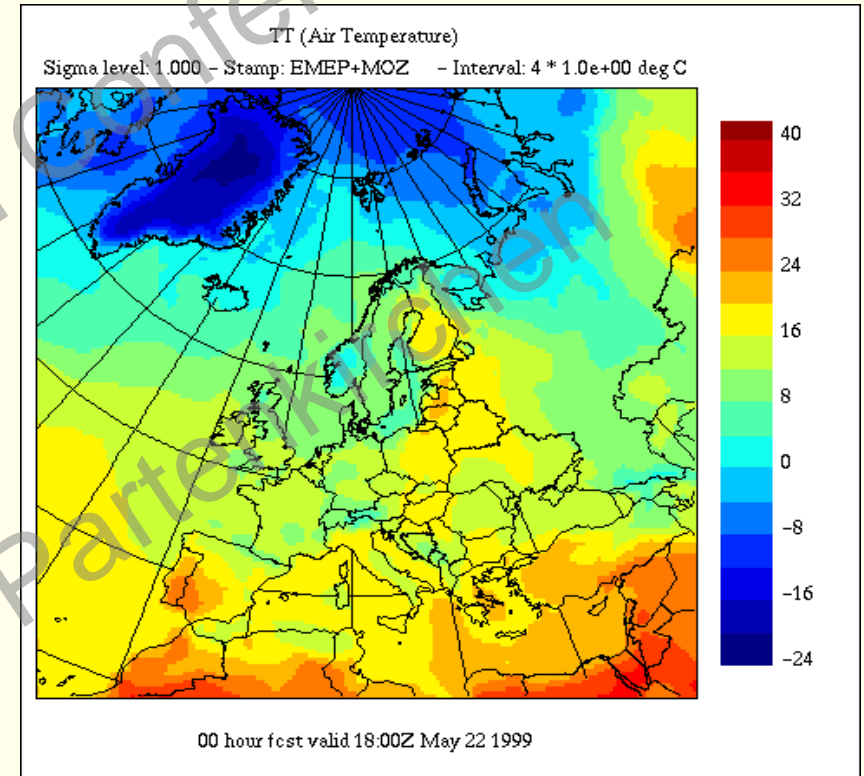 TT (Air Temperature)
Sigma level: 1.000 - Stamp: EMEP+MOZ - Interval: 4 * 1.0e+00 deg C
40
32
24
16
8
0
-8
-16
-24
00 hour fcst valid 18:00Z May 22 1999
Partenkirchen